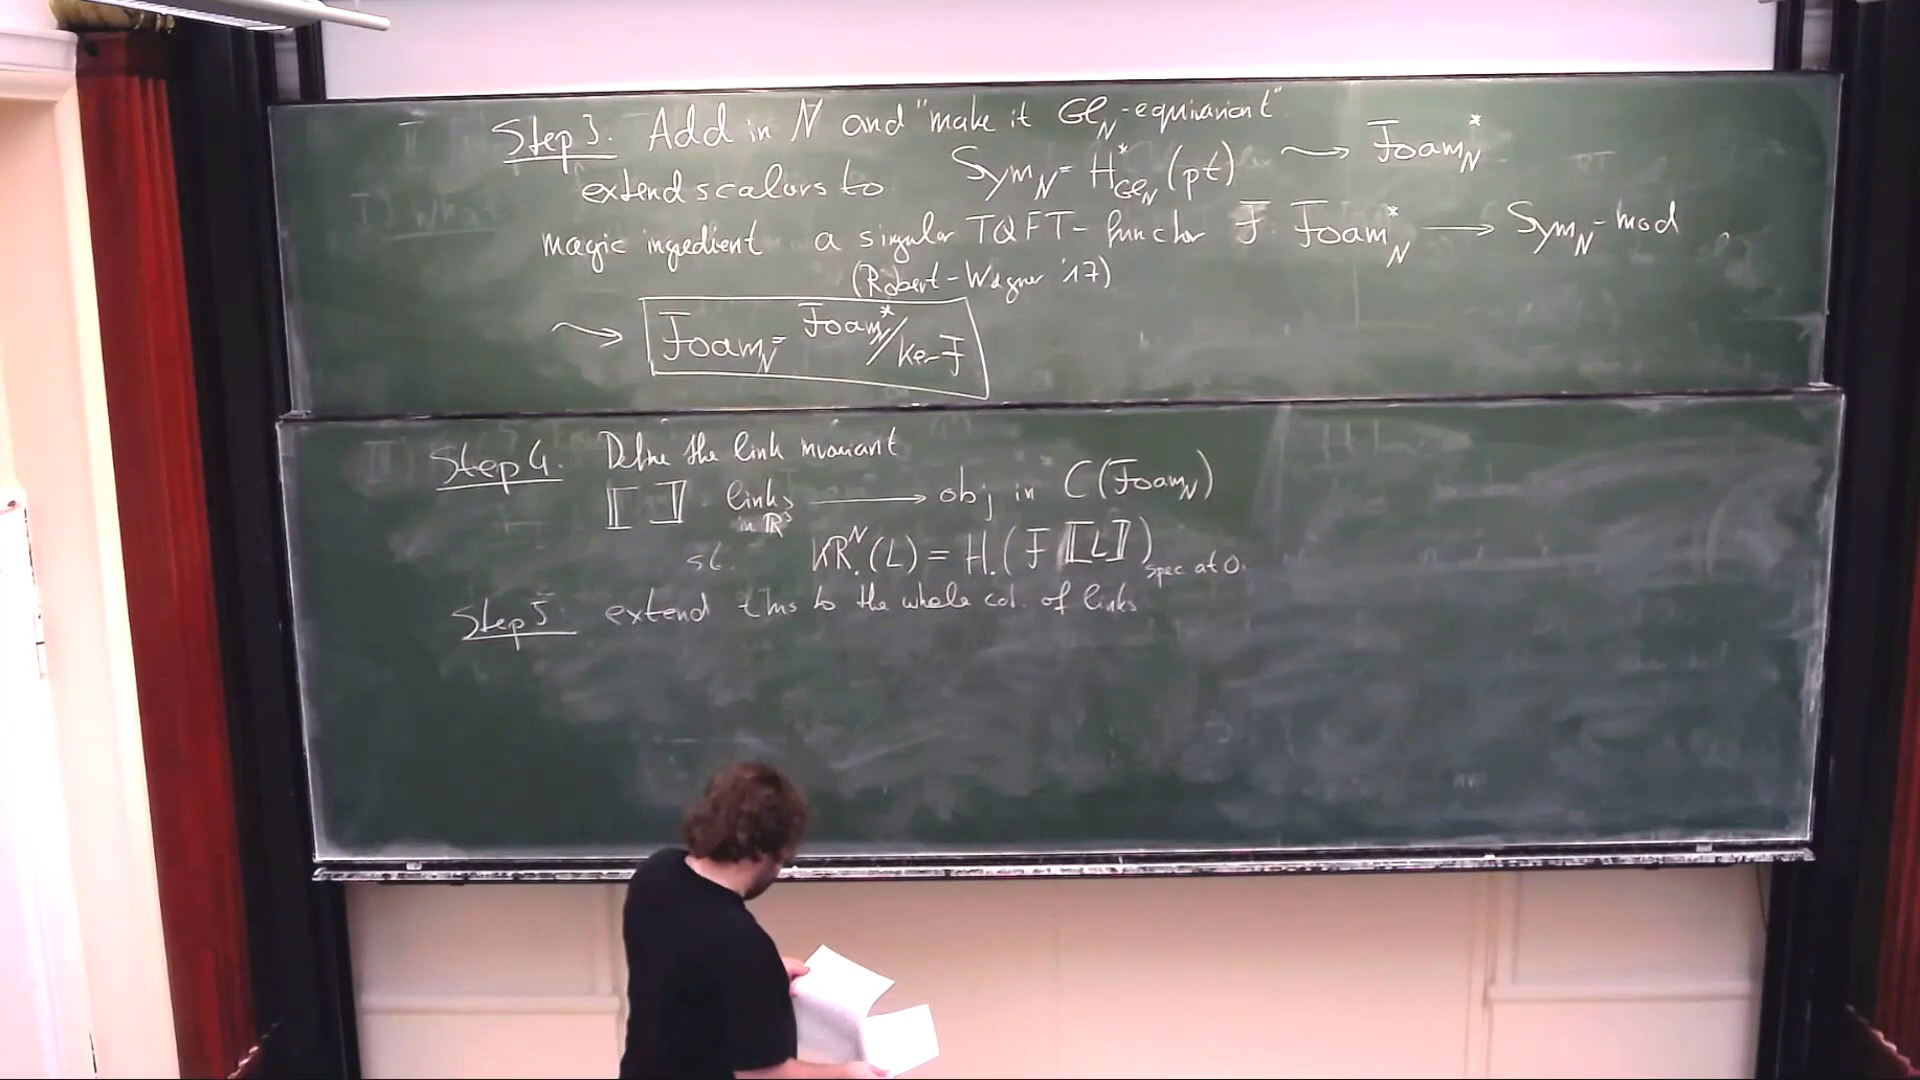 Step 3. Add in N and "make it GL_N-equivariant"
extend scalars to Sym_N = H*_{GL_N}(pt) ⇝ Foam*_N
magic ingredient a singular TQFT-functor F: Foam*_N ⟶ Sym_N-mod
(Robert-Wagner '17)
⇝ Foam_N = Foam*_N / ker F
Step 4. Define the link invariant
⟦ ⟧ : links in ℝ³ ⟶ obj in C(Foam_N)
st. KR^N_•(L) = H_•(F⟦L⟧) spec at 0.
Step 5: extend this to the whole cat. of links